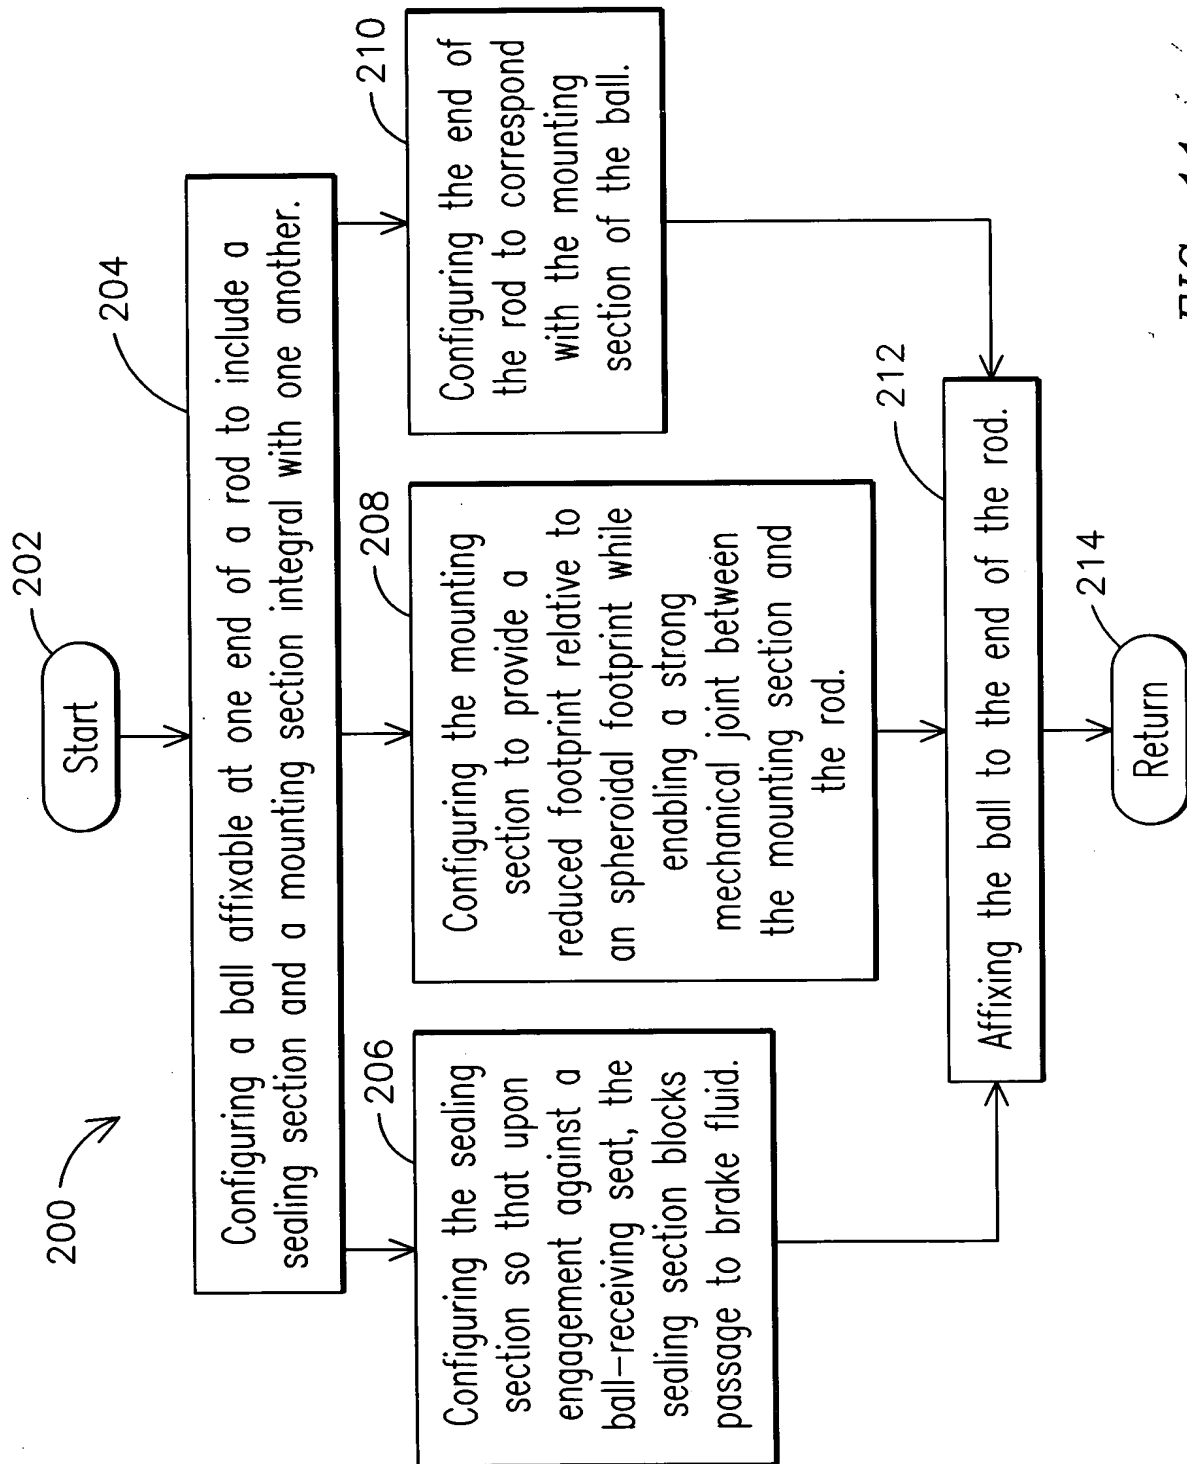 200
Start
202
Configuring a ball affixable at one end of a rod to include a
sealing section and a mounting section integral with one another.
204
Configuring the sealing
section so that upon
engagement against a
ball-receiving seat, the
sealing section blocks
passage to brake fluid.
206
Configuring the mounting
section to provide a
reduced footprint relative to
an spheroidal footprint while
enabling a strong
mechanical joint between
the mounting section and
the rod.
208
Configuring the end of
the rod to correspond
with the mounting
section of the ball.
210
Affixing the ball to the end of the rod.
212
Return
214